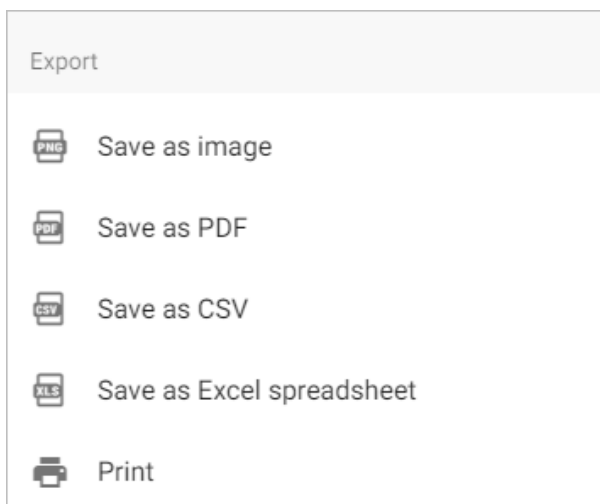 Export
PNG Save as image
PDF Save as PDF
CSV Save as CSV
XLS Save as Excel spreadsheet
Print